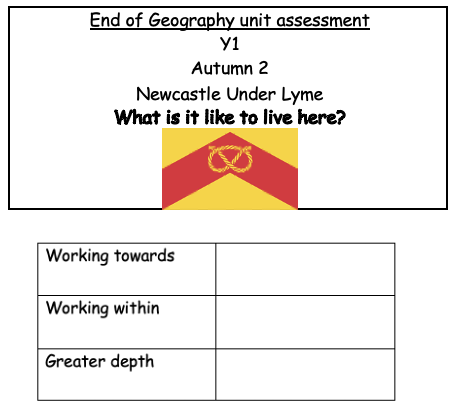 End of Geography unit assessment
Y1
Autumn 2
Newcastle Under Lyme
What is it like to live here?
Working towards
Working within
Greater depth